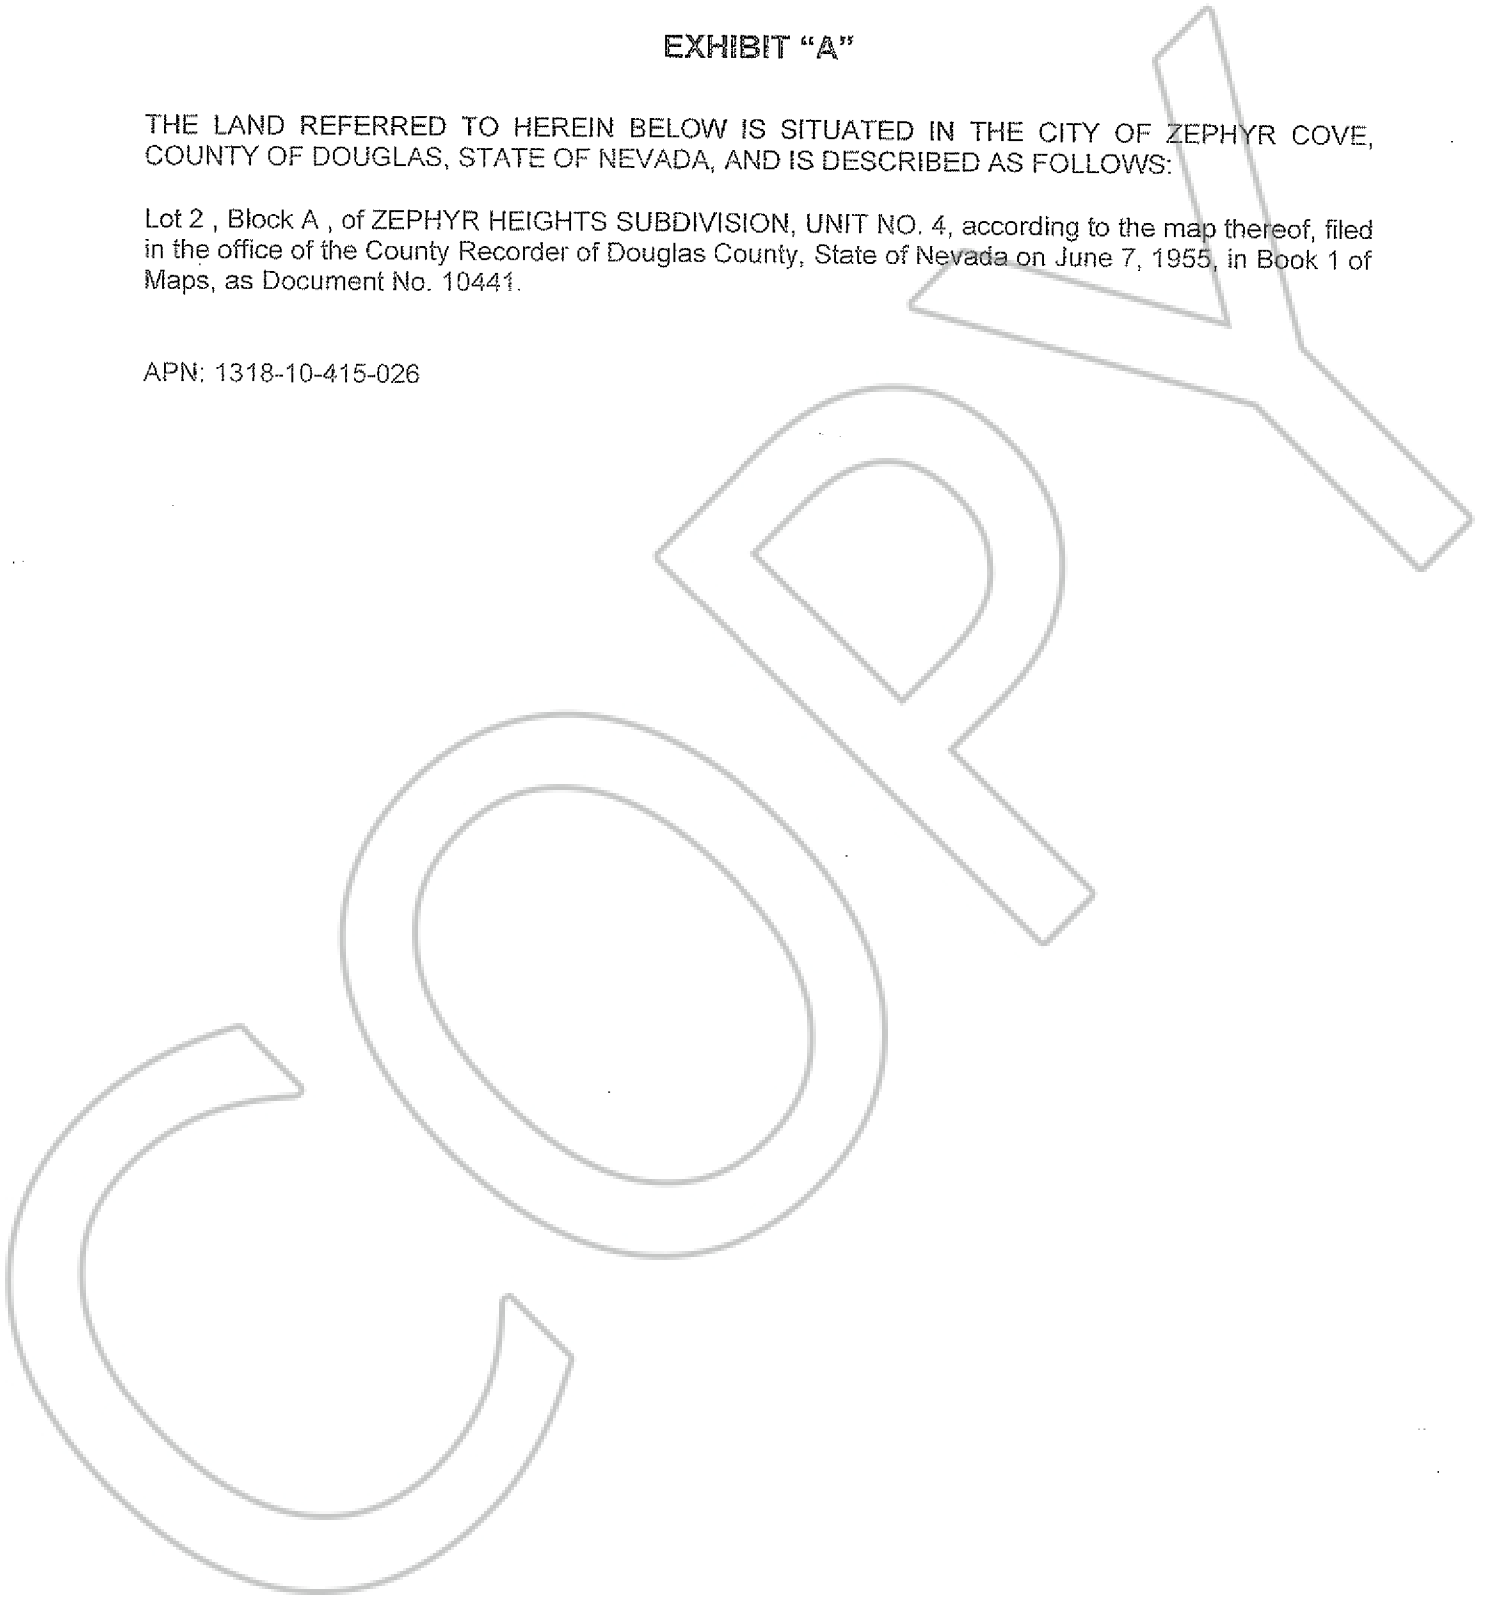 EXHIBIT “A”
THE LAND REFERRED TO HEREIN BELOW IS SITUATED IN THE CITY OF ZEPHYR COVE,
COUNTY OF DOUGLAS, STATE OF NEVADA, AND IS DESCRIBED AS FOLLOWS:
Lot 2 , Block A , of ZEPHYR HEIGHTS SUBDIVISION, UNIT NO. 4, according to the map thereof, filed
in the office of the County Recorder of Douglas County, State of Nevada on June 7, 1955, in Book 1 of
Maps, as Document No. 10441.
APN: 1318-10-415-026
COPY